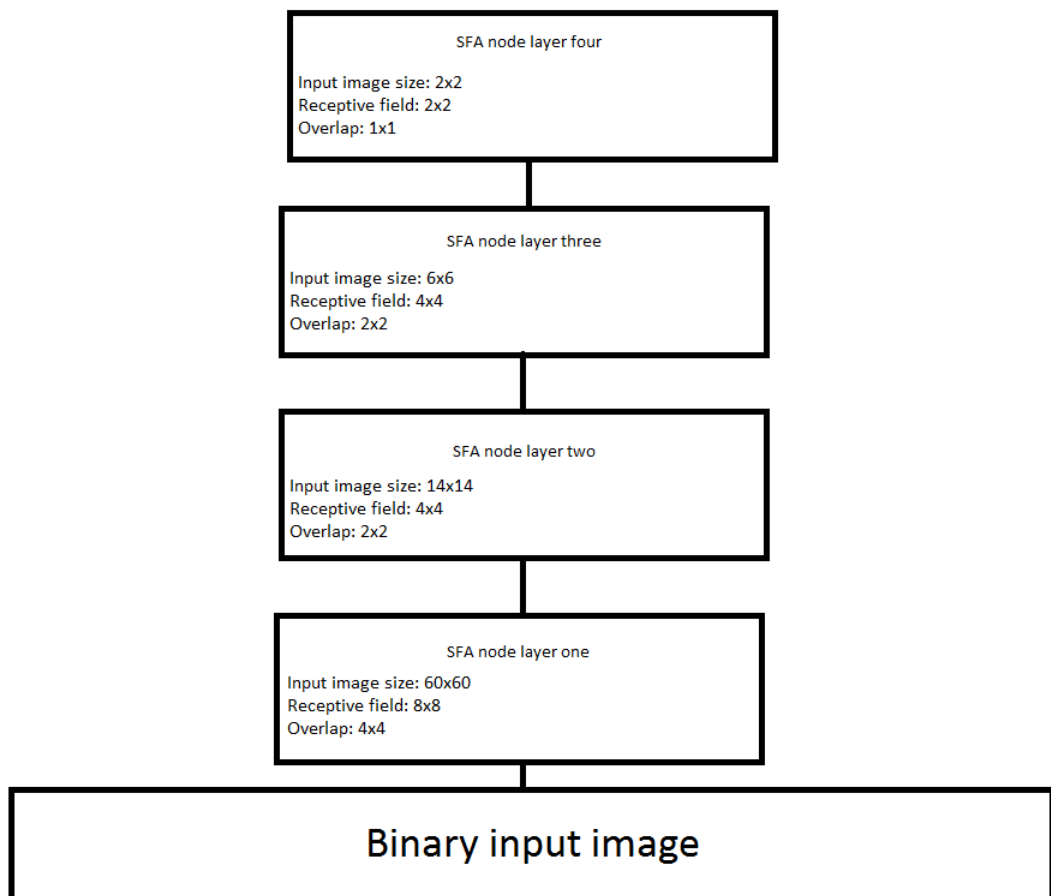 SFA node layer four
Input image size: 2x2
Receptive field: 2x2
Overlap: 1x1
SFA node layer three
Input image size: 6x6
Receptive field: 4x4
Overlap: 2x2
SFA node layer two
Input image size: 14x14
Receptive field: 4x4
Overlap: 2x2
SFA node layer one
Input image size: 60x60
Receptive field: 8x8
Overlap: 4x4
Binary input image